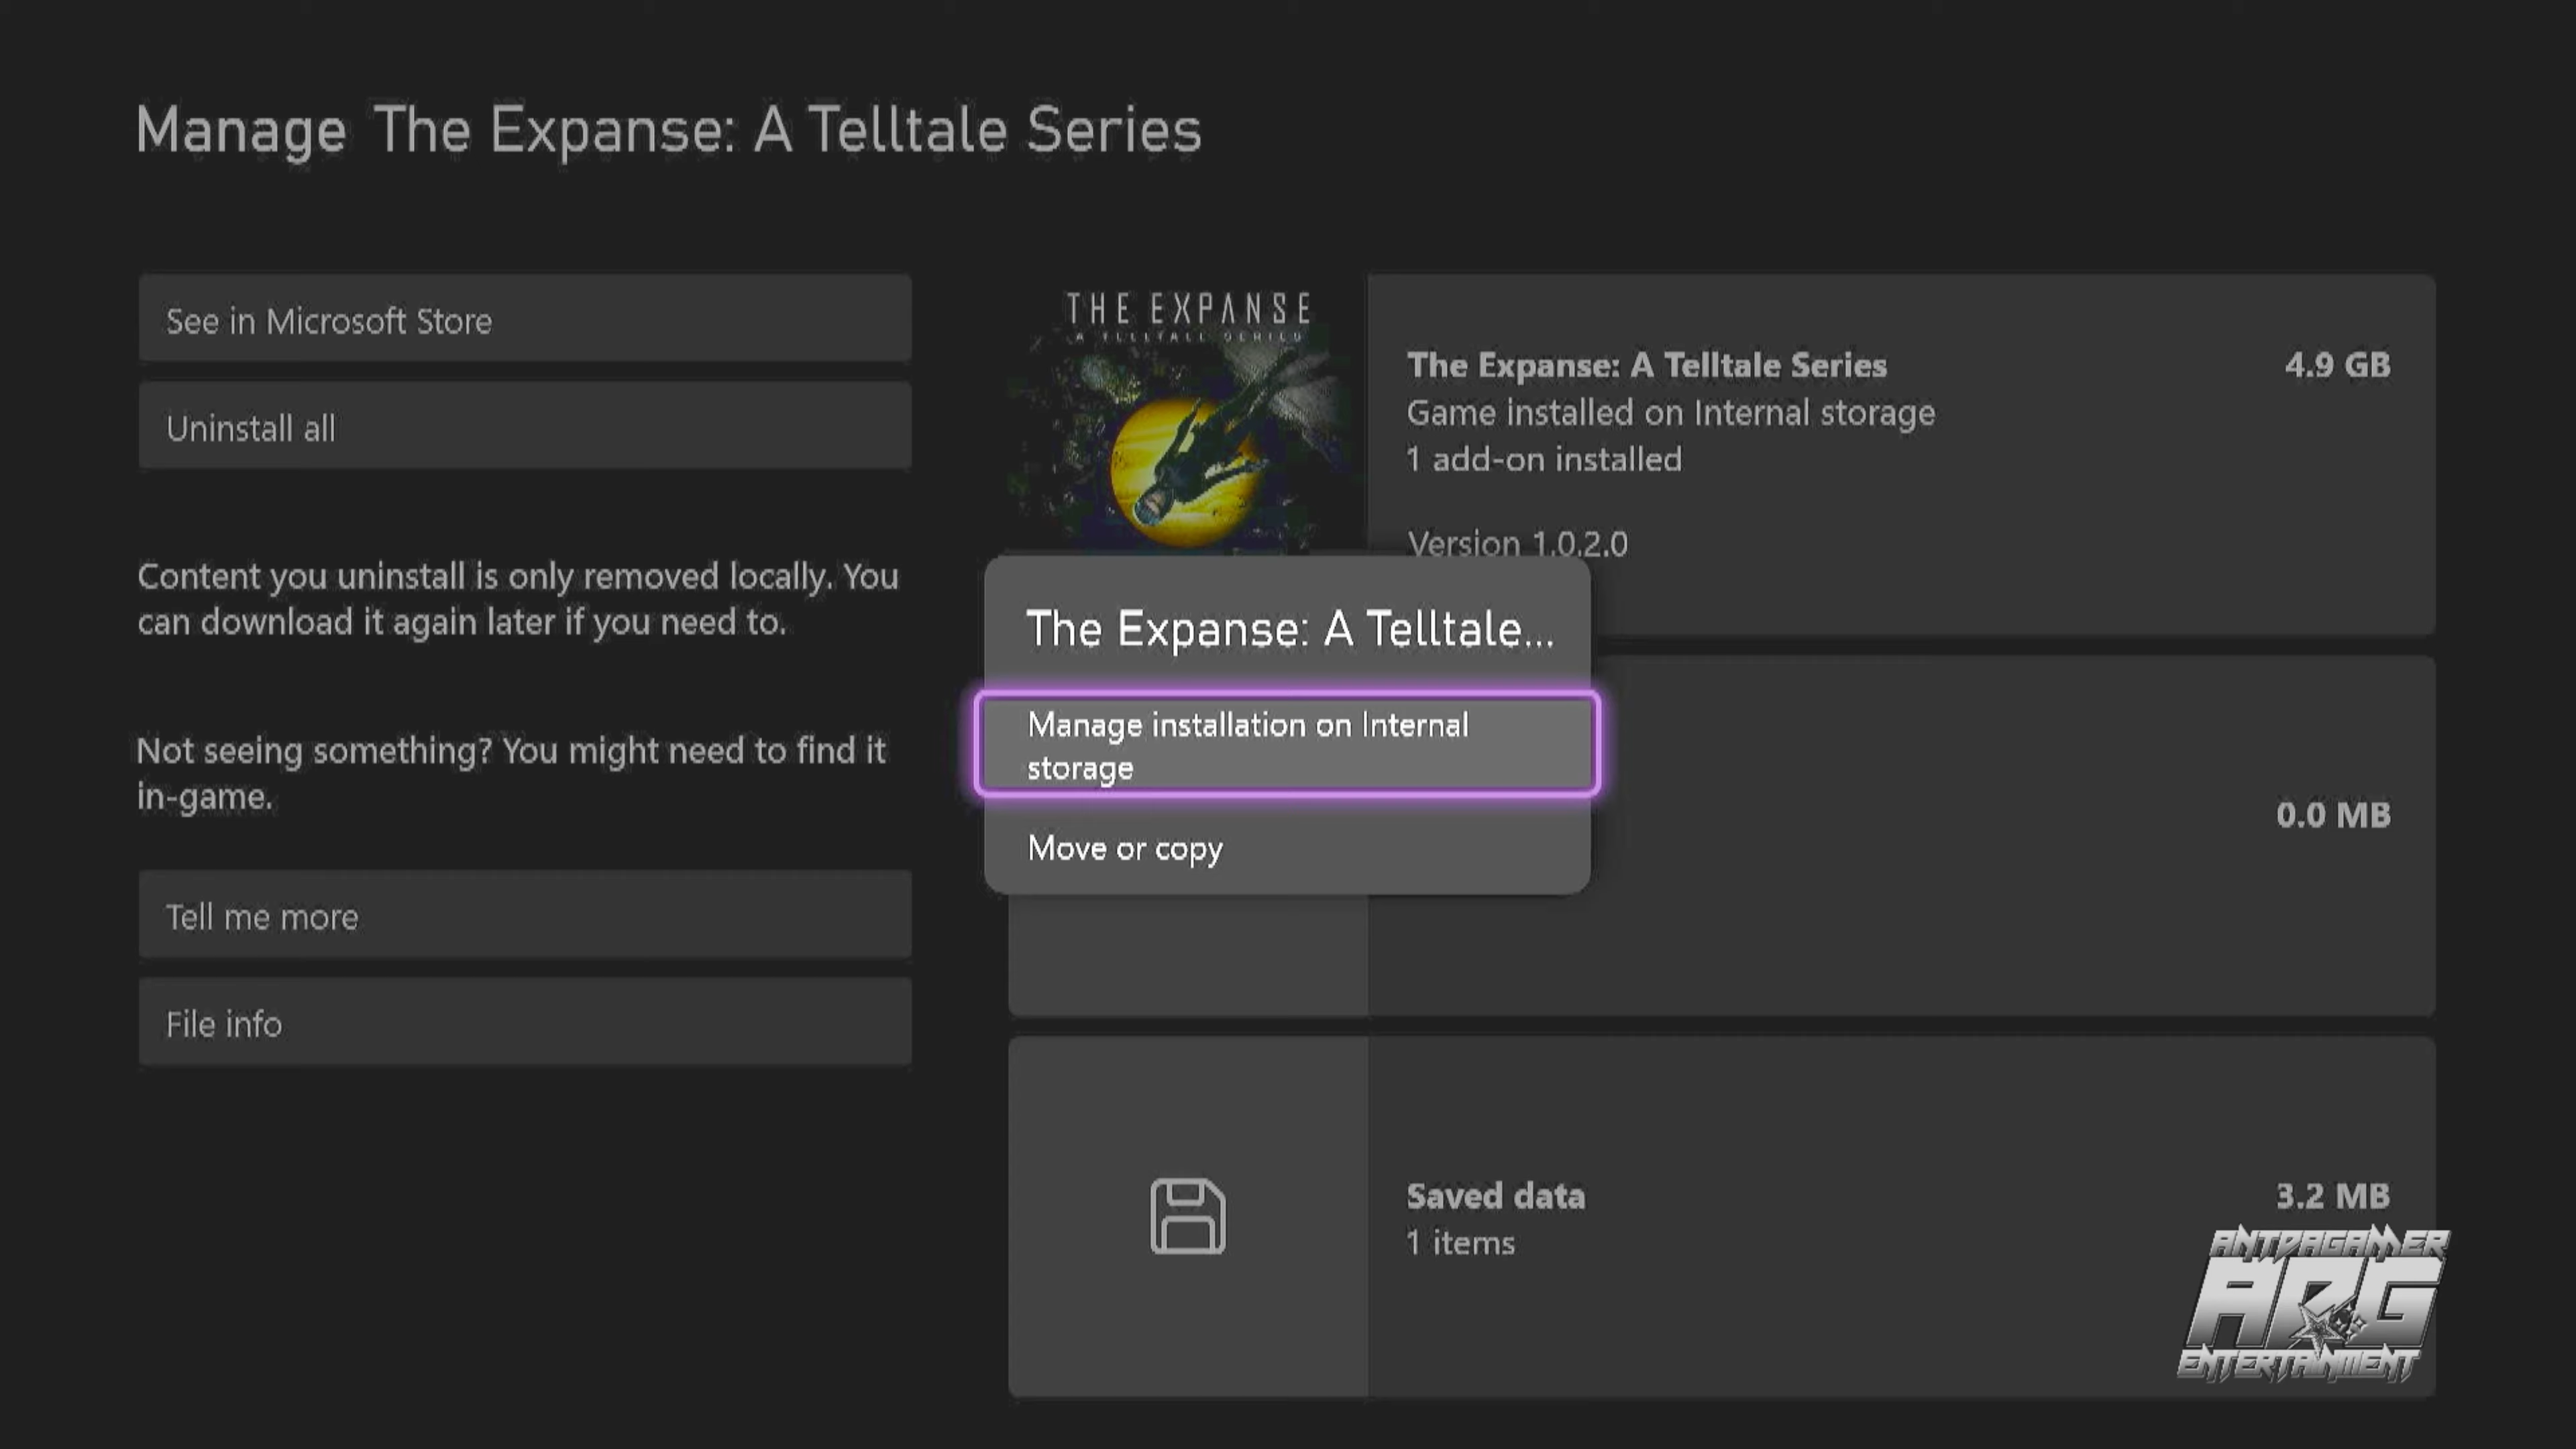 Manage The Expanse: A Telltale Series
See in Microsoft Store
Uninstall all
Content you uninstall is only removed locally. You
can download it again later if you need to.
Not seeing something? You might need to find it
in-game.
Tell me more
File info
THE EXPANSE
A TELLTALE SERIES
The Expanse: A Telltale Series
4.9 GB
Game installed on Internal storage
1 add-on installed
Version 1.0.2.0
The Expanse: A Telltale...
Manage installation on Internal
storage
Move or copy
0.0 MB
Saved data
3.2 MB
1 items
ANTDAGAMER
ADG
ENTERTAINMENT